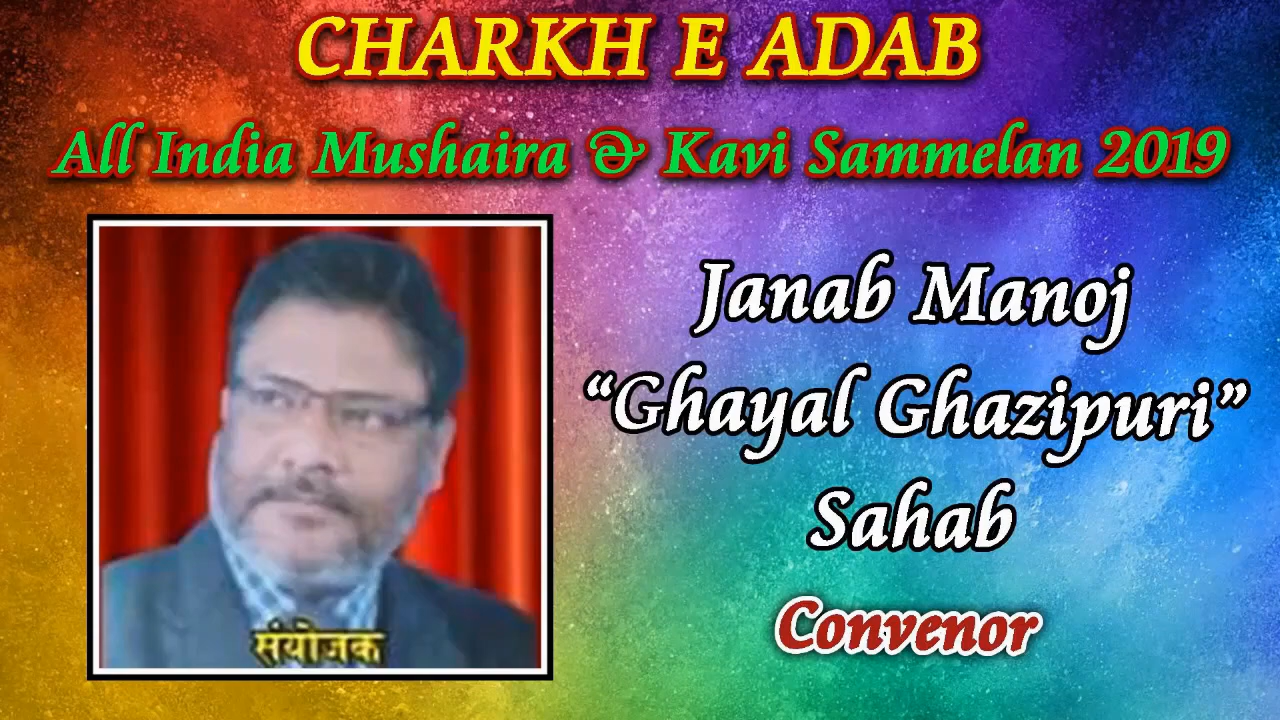 CHARKH E ADAB
All India Mushaira & Kavi Sammelan 2019
Janab Manoj
“Ghayal Ghazipuri”
Sahab
Convenor
संयोजक